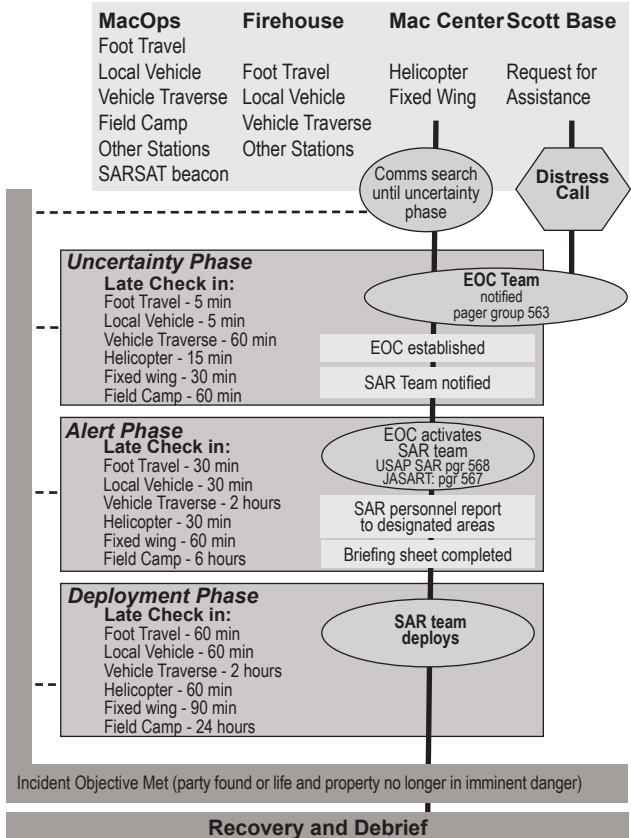 MacOps
Foot Travel
Local Vehicle
Vehicle Traverse
Field Camp
Other Stations
SARSAT beacon
Firehouse
Foot Travel
Local Vehicle
Vehicle Traverse
Other Stations
Mac Center
Helicopter
Fixed Wing
Scott Base
Request for
Assistance
Comms search
until uncertainty
phase
Distress
Call
Uncertainty Phase
Late Check in:
Foot Travel - 5 min
Local Vehicle - 5 min
Vehicle Traverse - 60 min
Helicopter - 15 min
Fixed wing - 30 min
Field Camp - 60 min
EOC Team
notified
pager group 563
EOC established
SAR Team notified
Alert Phase
Late Check in:
Foot Travel - 30 min
Local Vehicle - 30 min
Vehicle Traverse - 2 hours
Helicopter - 30 min
Fixed wing - 60 min
Field Camp - 6 hours
EOC activates
SAR team
USAP SAR pgr 568
JASART: pgr 567
SAR personnel report
to designated areas
Briefing sheet completed
Deployment Phase
Late Check in:
Foot Travel - 60 min
Local Vehicle - 60 min
Vehicle Traverse - 2 hours
Helicopter - 60 min
Fixed wing - 90 min
Field Camp - 24 hours
SAR team
deploys
Incident Objective Met (party found or life and property no longer in imminent danger)
Recovery and Debrief